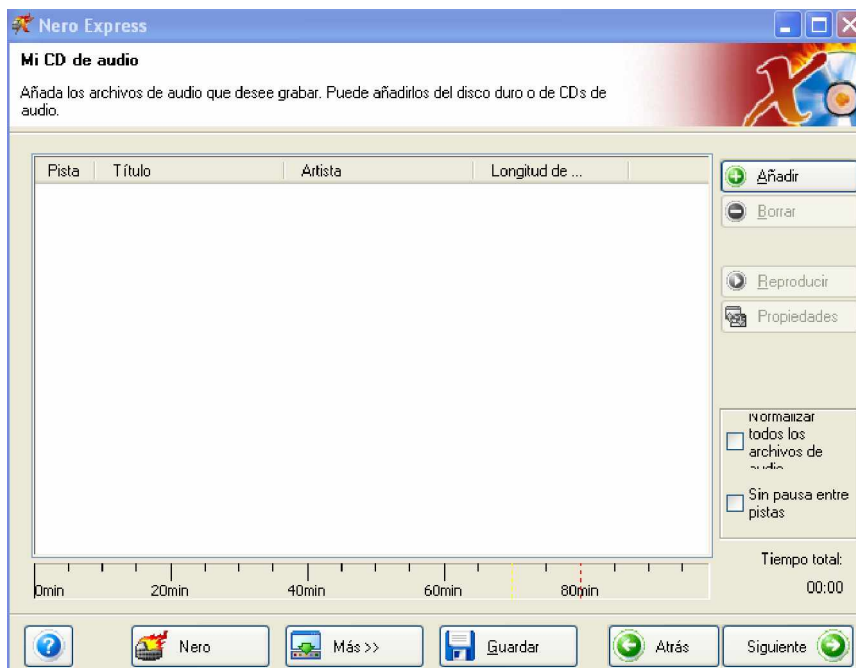 Nero Express
Mi CD de audio
Añada los archivos de audio que desee grabar. Puede añadirlos del disco duro o de CDs de
audio.
Pista Título Artista Longitud de ...
Añadir
Borrar
Reproducir
Propiedades
Normalizar
todos los
archivos de
audio
Sin pausa entre
pistas
0min 20min 40min 60min 80min
Tiempo total:
00:00
Nero Más >> Guardar Atrás Siguiente